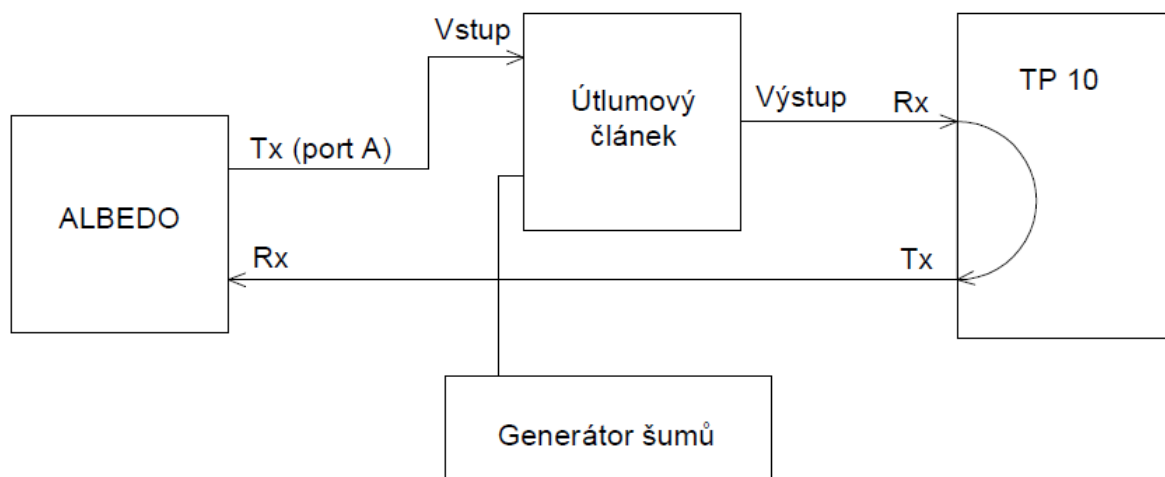 Vstup
Útlumový
článek
TP 10
Výstup
Rx
Tx (port A)
ALBEDO
Rx
Tx
Generátor šumů